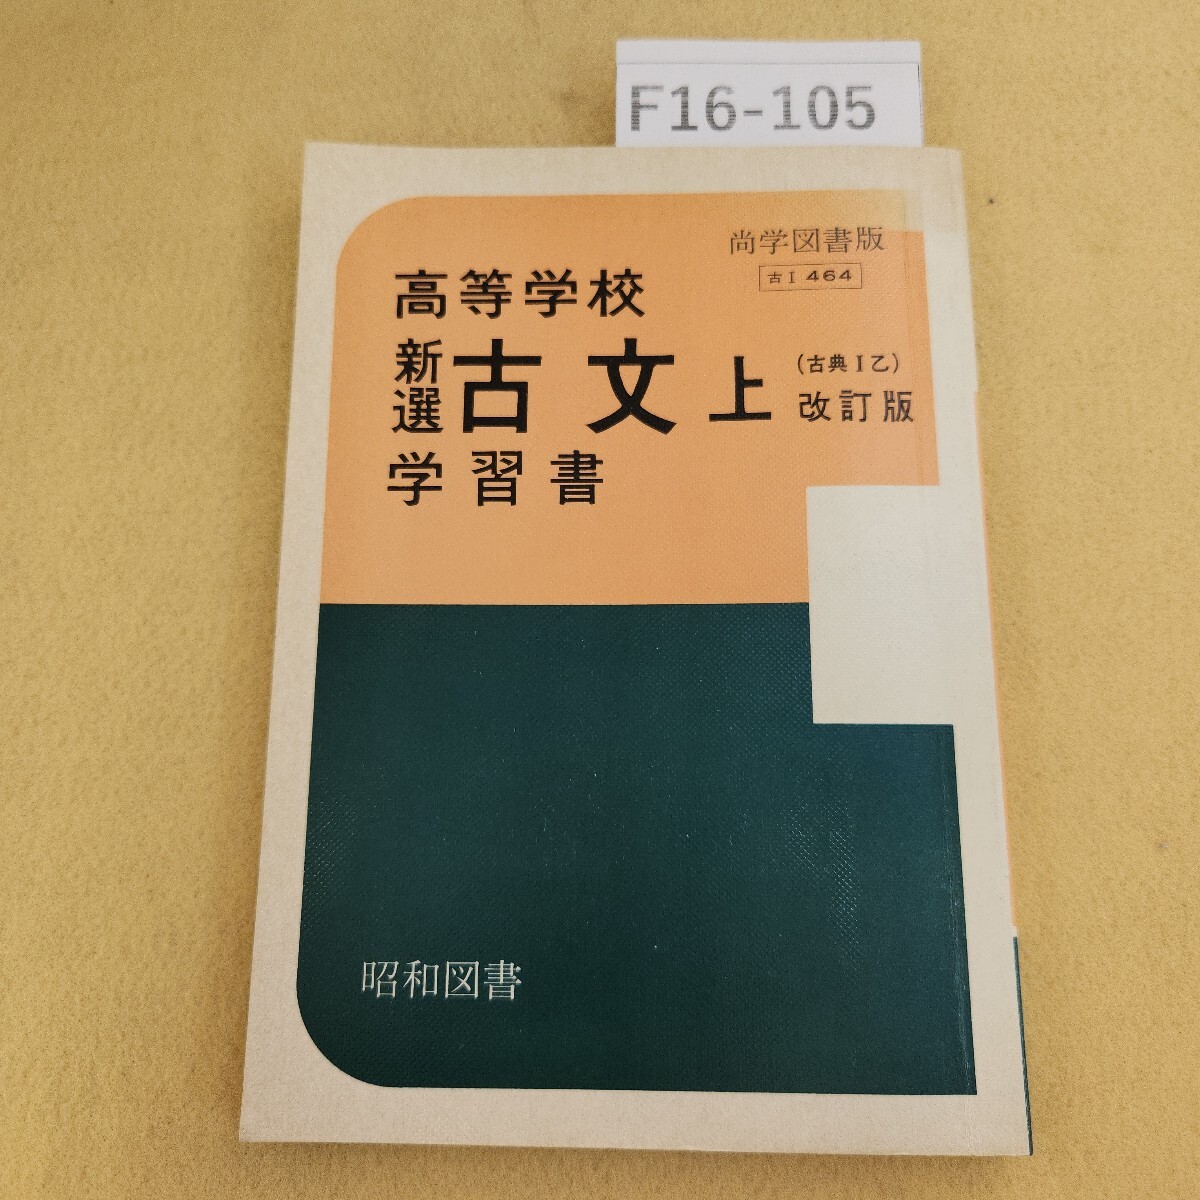 F16-105
尚学図書版
古Ⅰ 464
高等学校
新選 古文 上 (古典Ⅰ乙) 改訂版
学習書
昭和図書